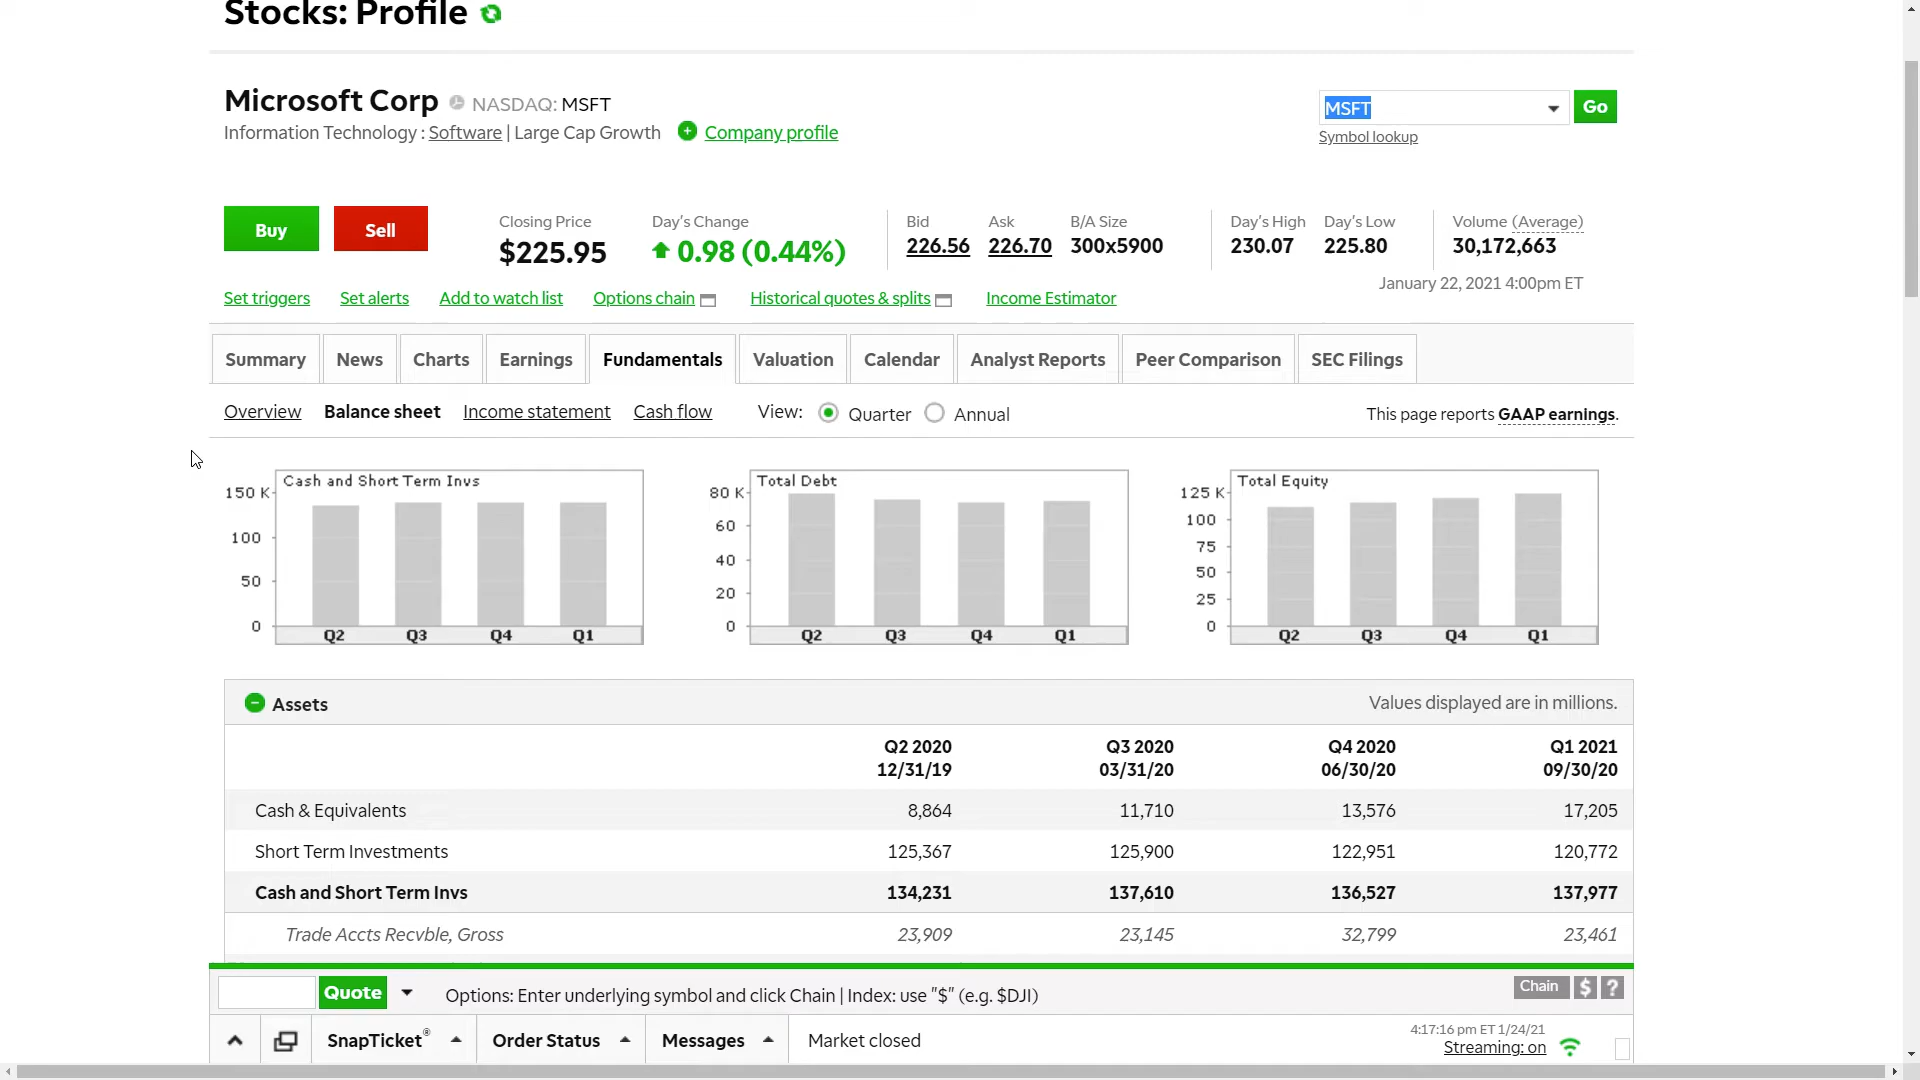 Stocks: Profile
Microsoft Corp NASDAQ: MSFT
Information Technology : Software | Large Cap Growth Company profile
MSFT Go
Symbol lookup
Buy Sell
Closing Price Day's Change Bid Ask B/A Size Day's High Day's Low Volume (Average)
$225.95 0.98 (0.44%) 226.56 226.70 300x5900 230.07 225.80 30,172,663
January 22, 2021 4:00pm ET
Set triggers Set alerts Add to watch list Options chain Historical quotes & splits Income Estimator
Summary News Charts Earnings Fundamentals Valuation Calendar Analyst Reports Peer Comparison SEC Filings
Overview Balance sheet Income statement Cash flow View: Quarter Annual This page reports GAAP earnings.
Cash and Short Term Invs
150 K
100
50
0
Q2 Q3 Q4 Q1
Total Debt
80 K
60
40
20
0
Q2 Q3 Q4 Q1
Total Equity
125 K
100
75
50
25
0
Q2 Q3 Q4 Q1
Assets Values displayed are in millions.
Q2 2020 Q3 2020 Q4 2020 Q1 2021
12/31/19 03/31/20 06/30/20 09/30/20
Cash & Equivalents 8,864 11,710 13,576 17,205
Short Term Investments 125,367 125,900 122,951 120,772
Cash and Short Term Invs 134,231 137,610 136,527 137,977
Trade Accts Recvble, Gross 23,909 23,145 32,799 23,461
Quote Options: Enter underlying symbol and click Chain | Index: use "$" (e.g. $DJI) Chain $ ?
SnapTicket® Order Status Messages Market closed
4:17:16 pm ET 1/24/21
Streaming: on